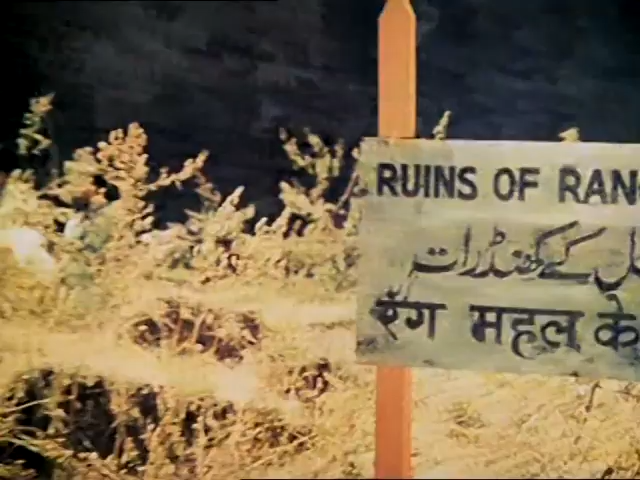 RUINS OF RAN
ل کے کھنڈرات
रंग महल के